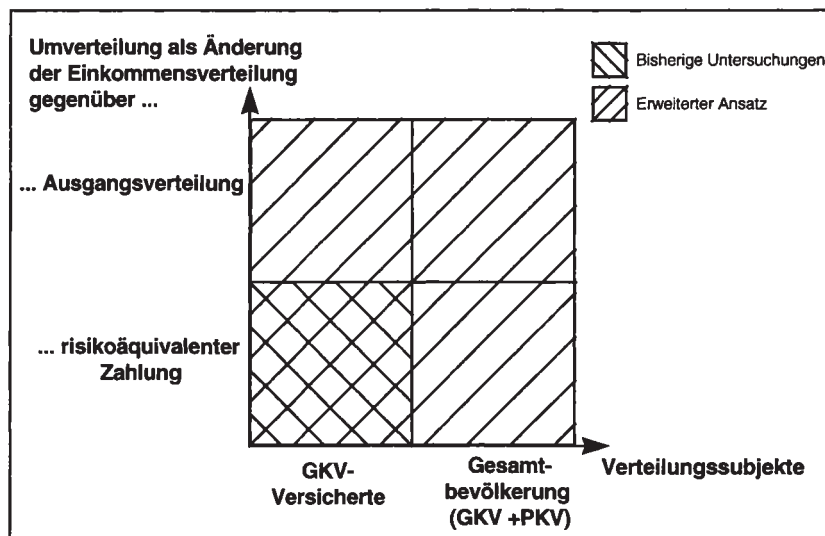 Umverteilung als Änderung
der Einkommensverteilung
gegenüber ...
Bisherige Untersuchungen
Erweiterter Ansatz
... Ausgangsverteilung
... risikoäquivalenter
Zahlung
GKV-
Versicherte
Gesamt-
bevölkerung
(GKV +PKV)
Verteilungssubjekte